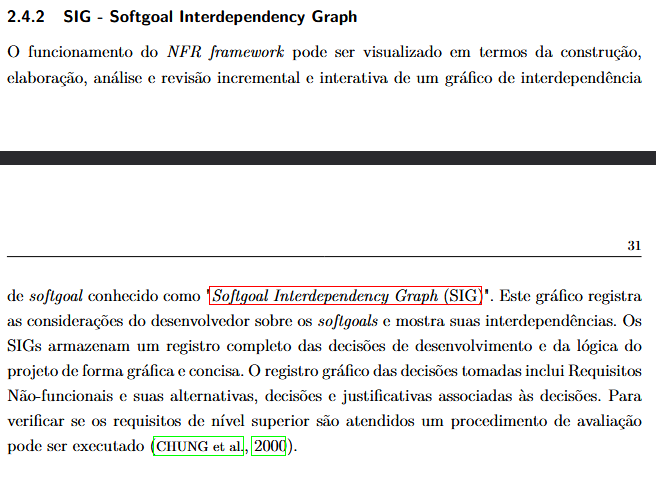 2.4.2 SIG - Softgoal Interdependency Graph
O funcionamento do NFR framework pode ser visualizado em termos da construção,
elaboração, análise e revisão incremental e interativa de um gráfico de interdependência
31
de softgoal conhecido como "Softgoal Interdependency Graph (SIG)". Este gráfico registra
as considerações do desenvolvedor sobre os softgoals e mostra suas interdependências. Os
SIGs armazenam um registro completo das decisões de desenvolvimento e da lógica do
projeto de forma gráfica e concisa. O registro gráfico das decisões tomadas inclui Requisitos
Não-funcionais e suas alternativas, decisões e justificativas associadas às decisões. Para
verificar se os requisitos de nível superior são atendidos um procedimento de avaliação
pode ser executado (CHUNG et al., 2000).